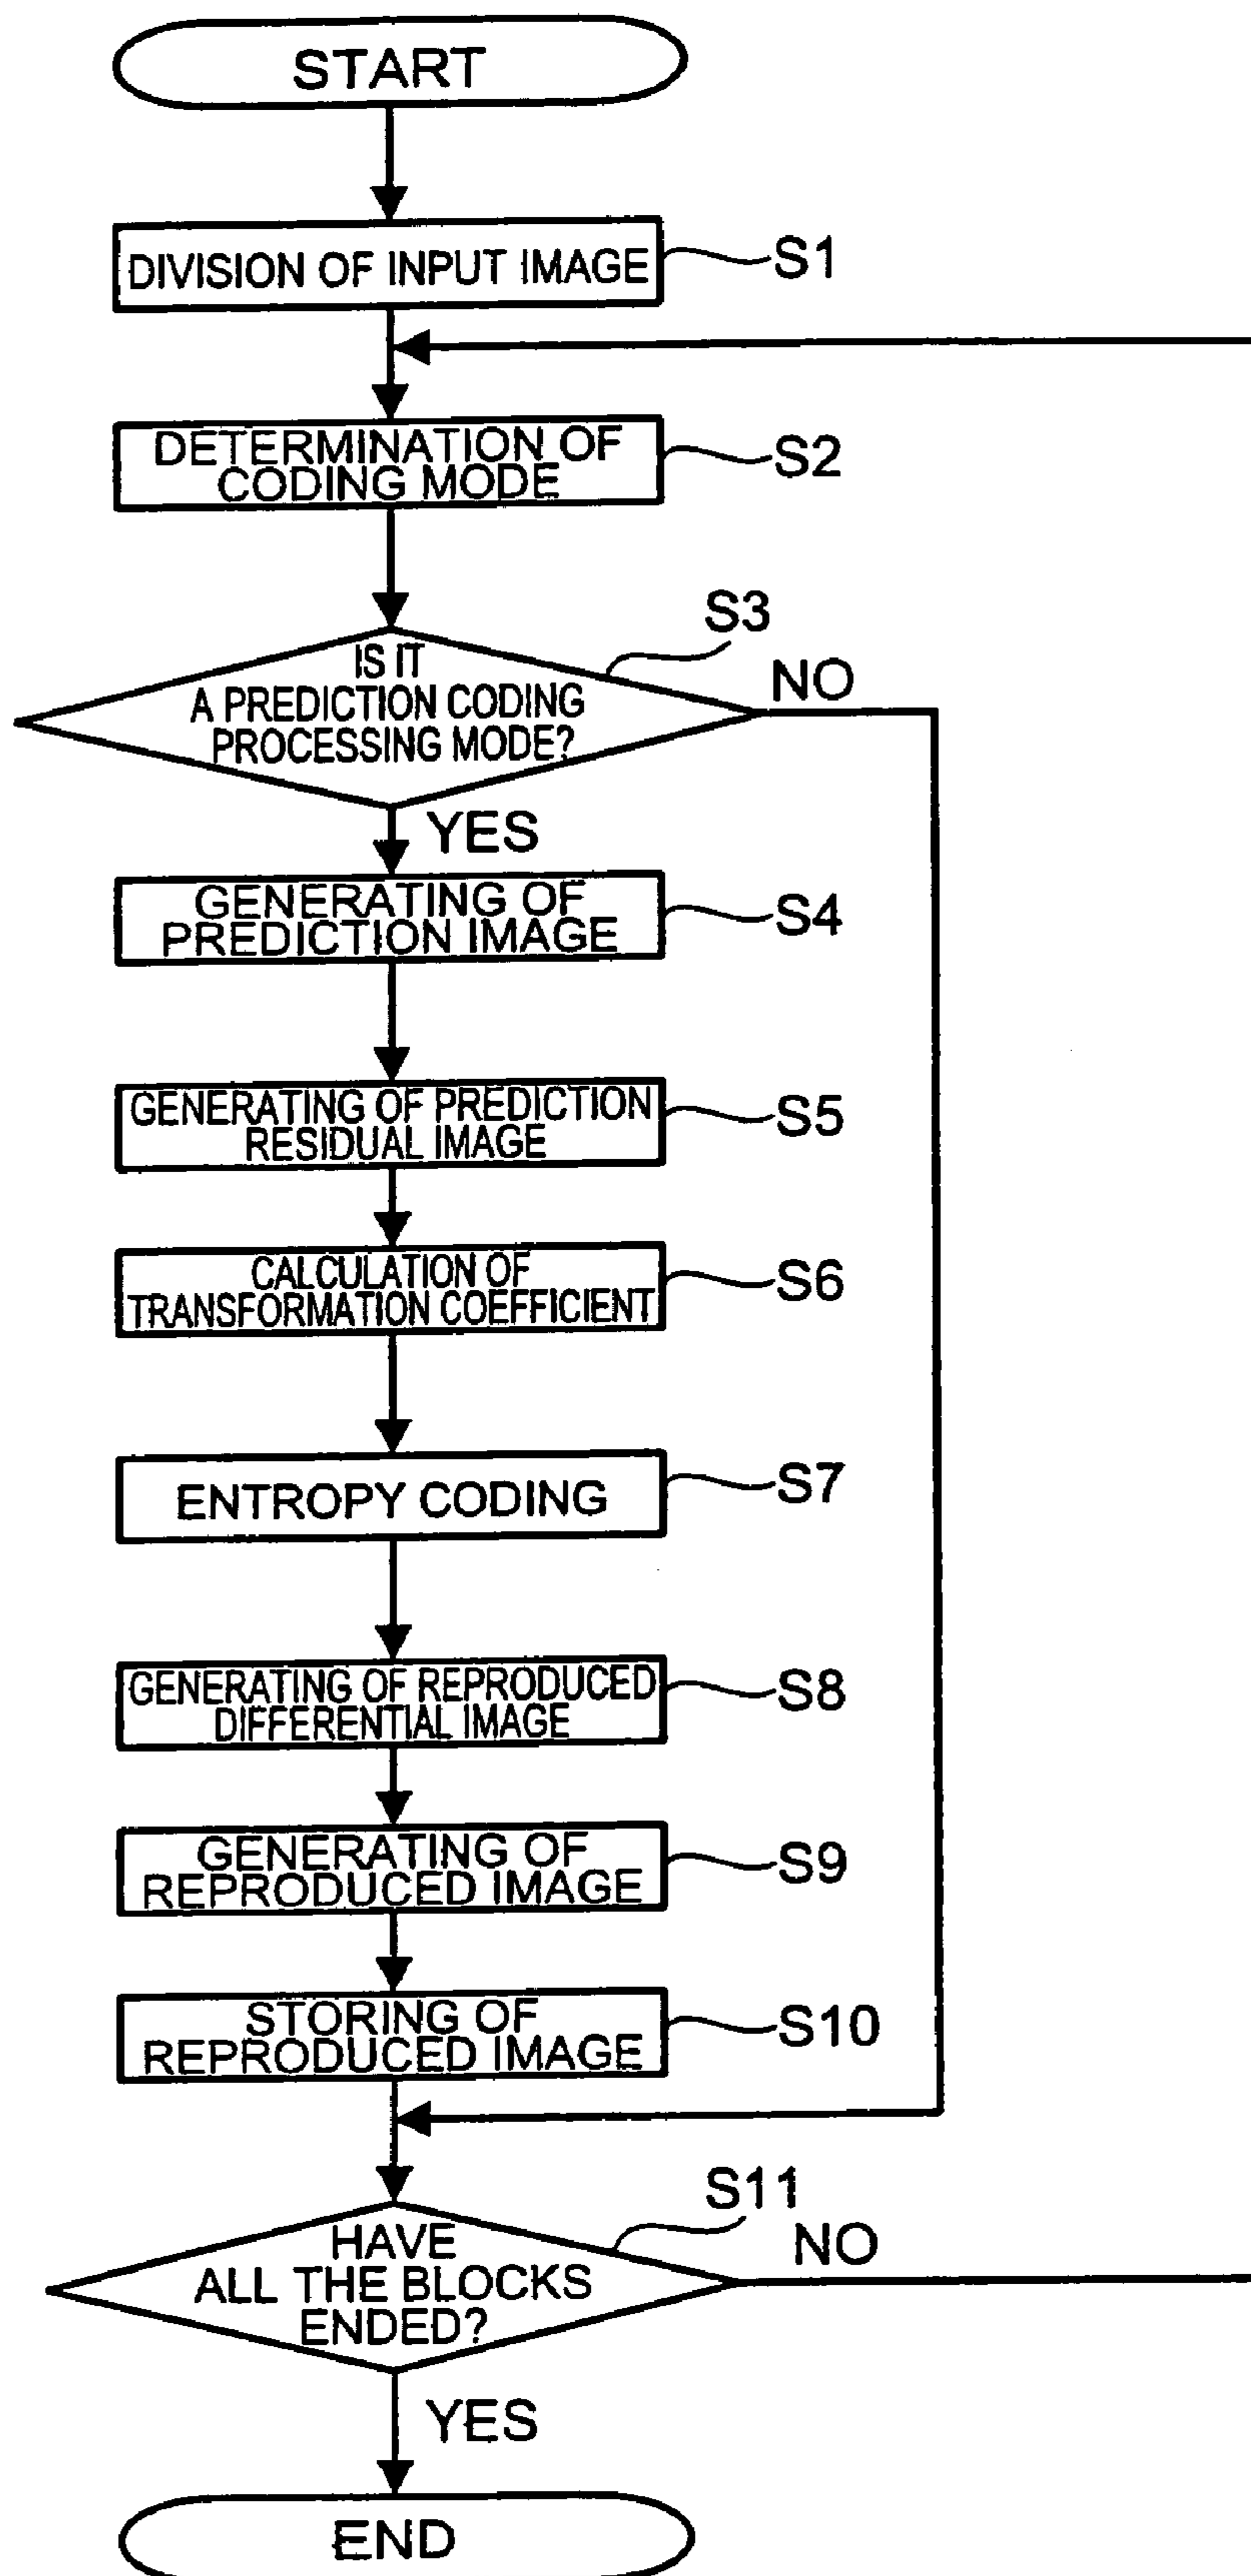 START
DIVISION OF INPUT IMAGE
S1
DETERMINATION OF
CODING MODE
S2
S3
IS IT
A PREDICTION CODING
PROCESSING MODE?
NO
YES
GENERATING OF
PREDICTION IMAGE
S4
GENERATING OF PREDICTION
RESIDUAL IMAGE
S5
CALCULATION OF
TRANSFORMATION COEFFICIENT
S6
ENTROPY CODING
S7
GENERATING OF REPRODUCED
DIFFERENTIAL IMAGE
S8
GENERATING OF
REPRODUCED IMAGE
S9
STORING OF
REPRODUCED IMAGE
S10
S11
HAVE
ALL THE BLOCKS
ENDED?
NO
YES
END